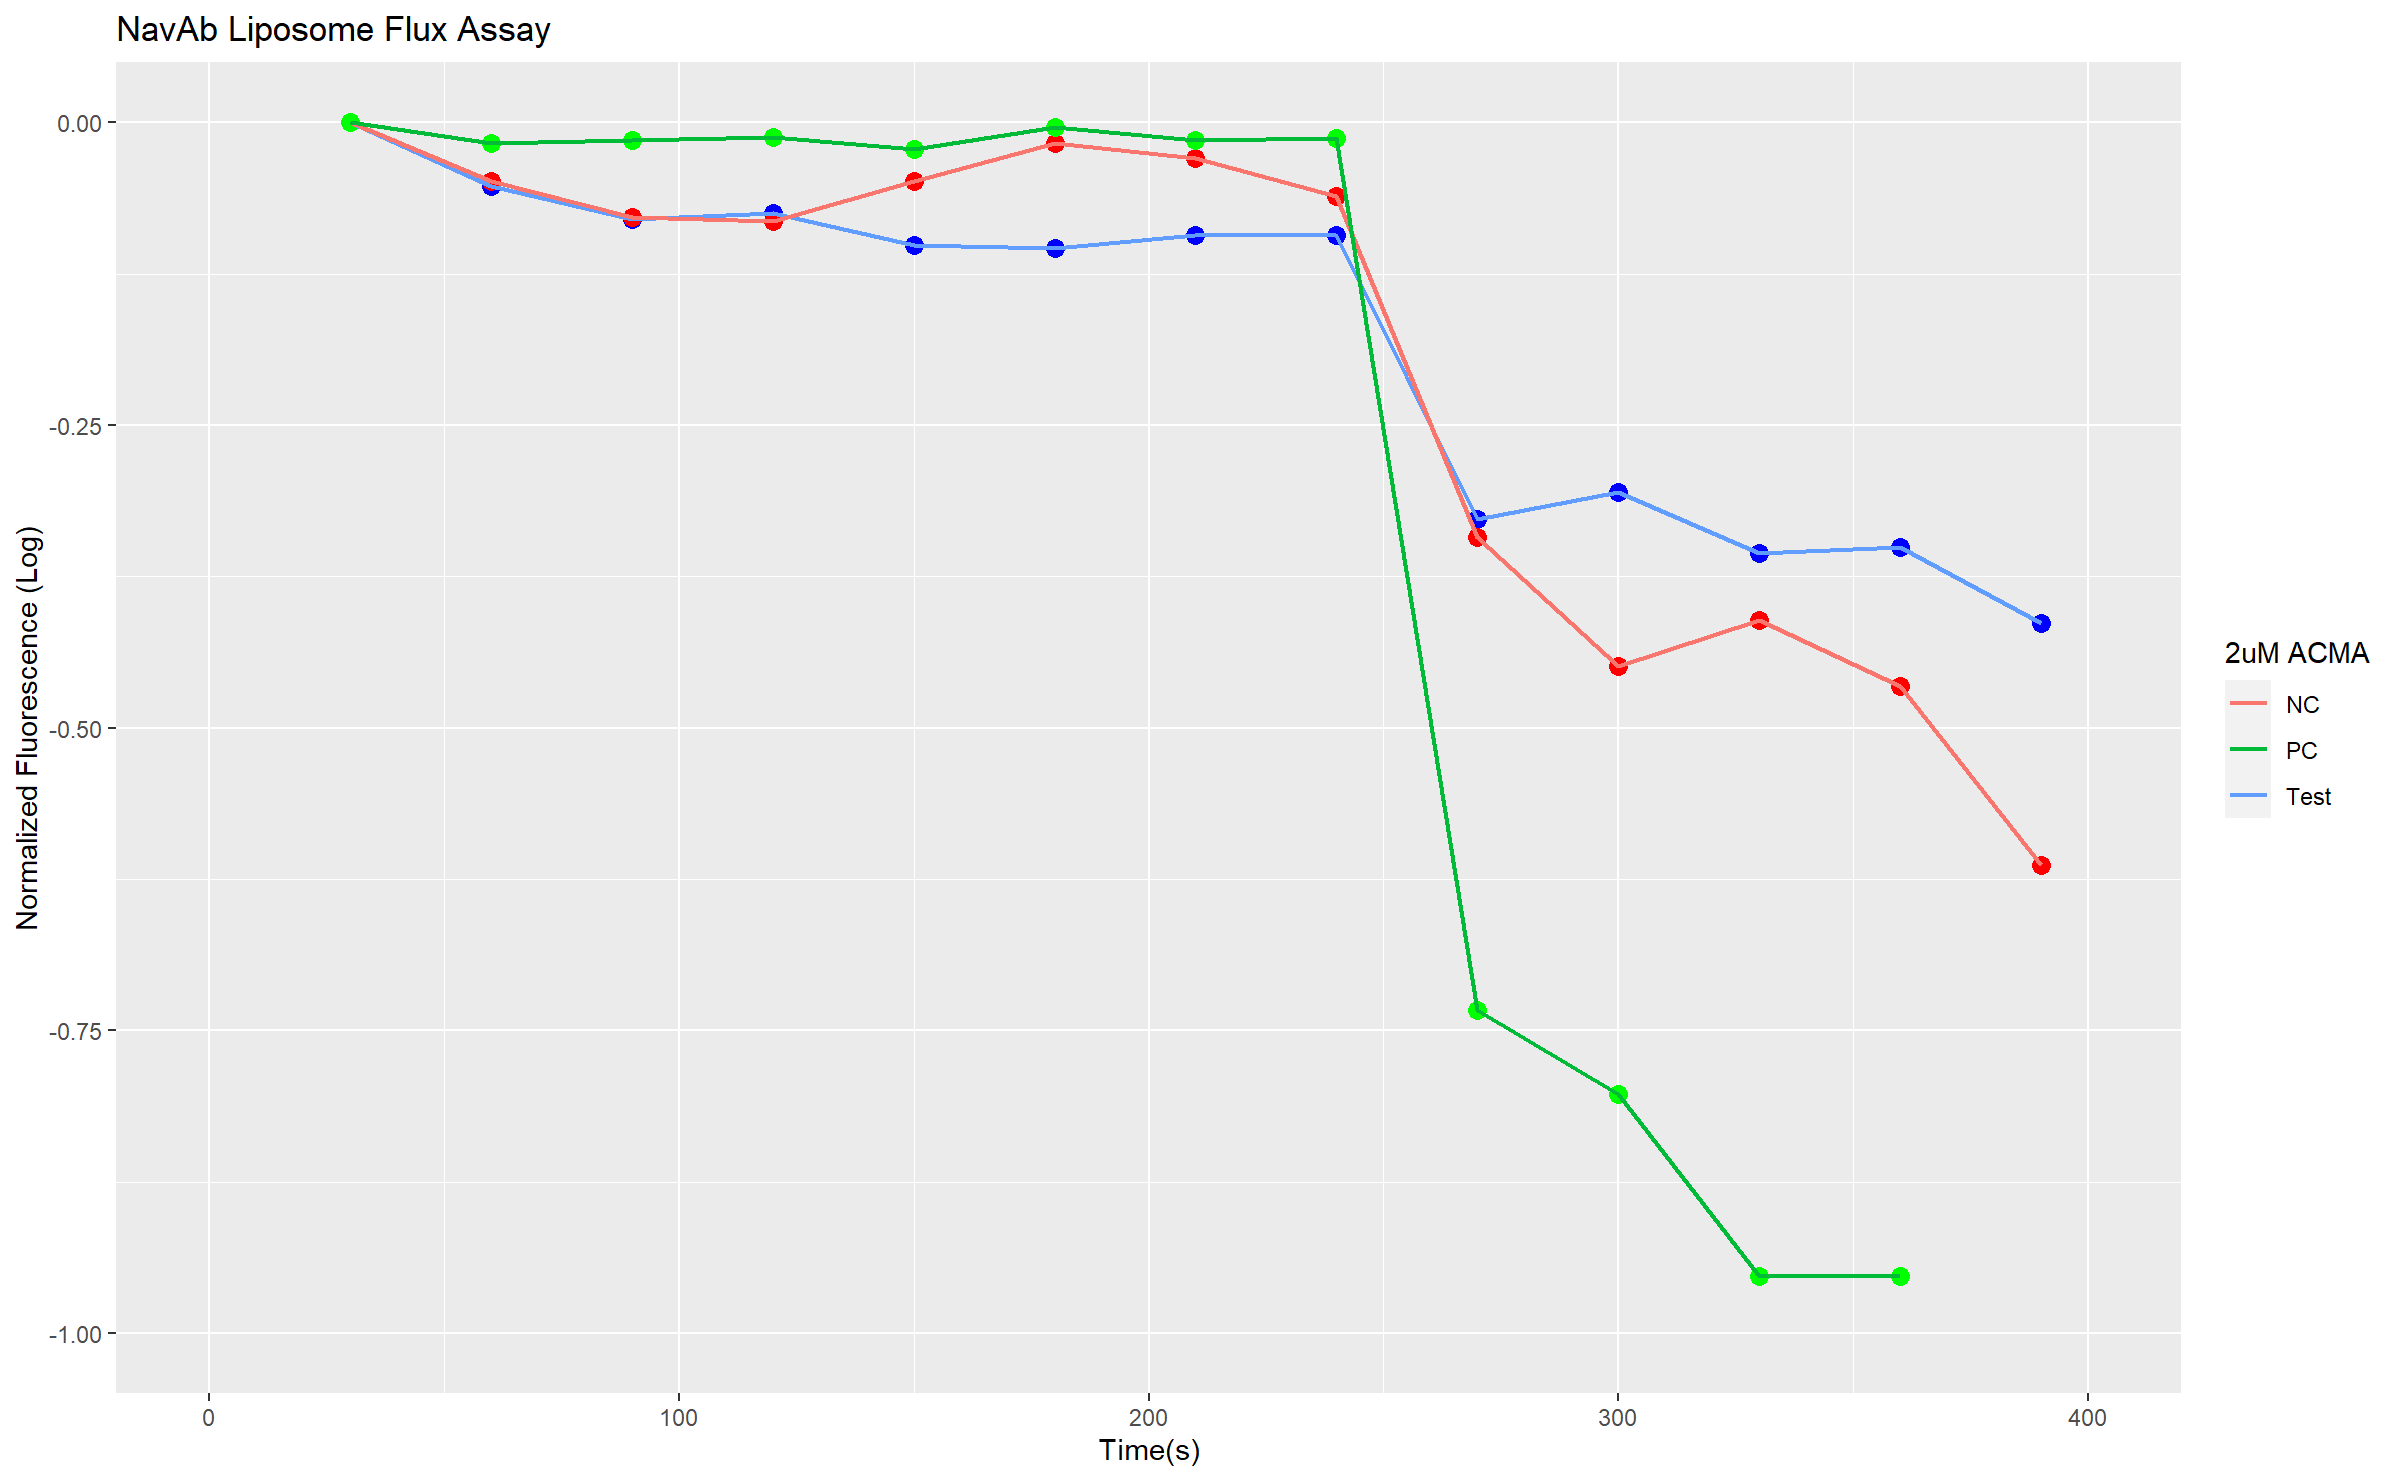 NavAb Liposome Flux Assay
0.00
-0.25
-0.50
-0.75
-1.00
Normalized Fluorescence (Log)
0 100 200 300 400
Time(s)
2uM ACMA
NC
PC
Test